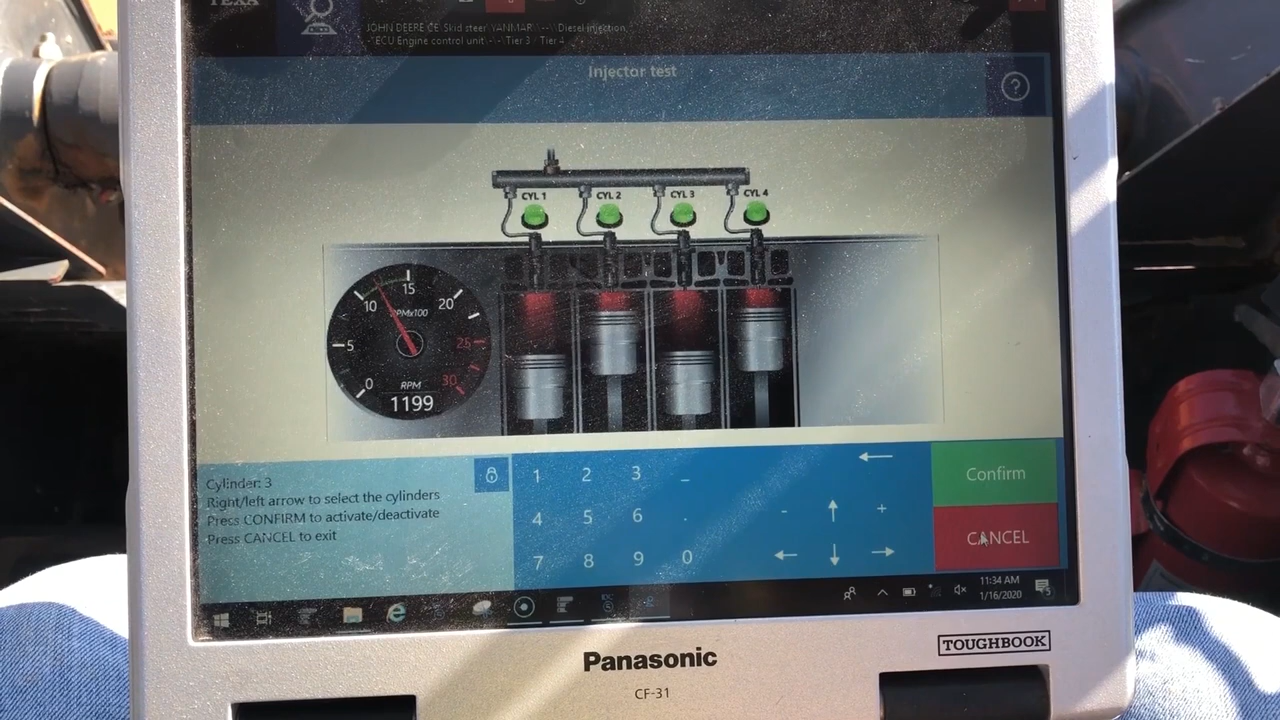 TEXA
JOHN DEERE CE Skid steer YANMAR - -- \ Diesel injection
- ECU Engine control unit - - Tier 3 / Tier 4
Injector test
?
CYL 1 CYL 2 CYL 3 CYL 4
0 5 10 15 20 25 30
RPMx100
RPM
1199
Cylinder: 3
Right/left arrow to select the cylinders
Press CONFIRM to activate/deactivate
Press CANCEL to exit
1 2 3 _ ←
4 5 6 . - ↑ +
7 8 9 0 ← ↓ →
Confirm
CANCEL
11:34 AM
1/16/2020
5
Panasonic
TOUGHBOOK
CF-31